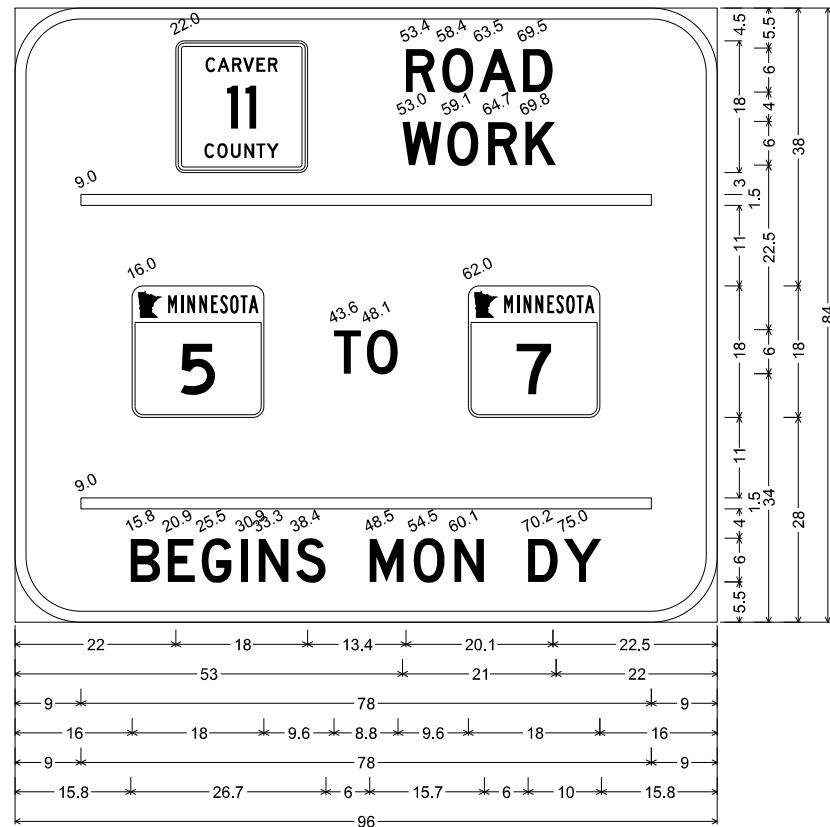 22.0
53.4 58.4 63.5 69.5
CARVER
11
COUNTY
ROAD
53.0 59.1 64.7 69.8
WORK
9.0
16.0
MINNESOTA
5
43.6 48.1
TO
62.0
MINNESOTA
7
9.0
15.8 20.9 25.5 30.9 33.3 38.4 48.5 54.5 60.1 70.2 75.0
BEGINS MON DY
4.5 18 3 1.5 11 18 11 1.5 4 6 5.5
5.5 6 4 6 22.5 6 34
38 18 28
84
22 18 13.4 20.1 22.5
53 21 22
9 78 9
16 18 9.6 8.8 9.6 18 16
9 78 9
15.8 26.7 6 15.7 6 10 15.8
96